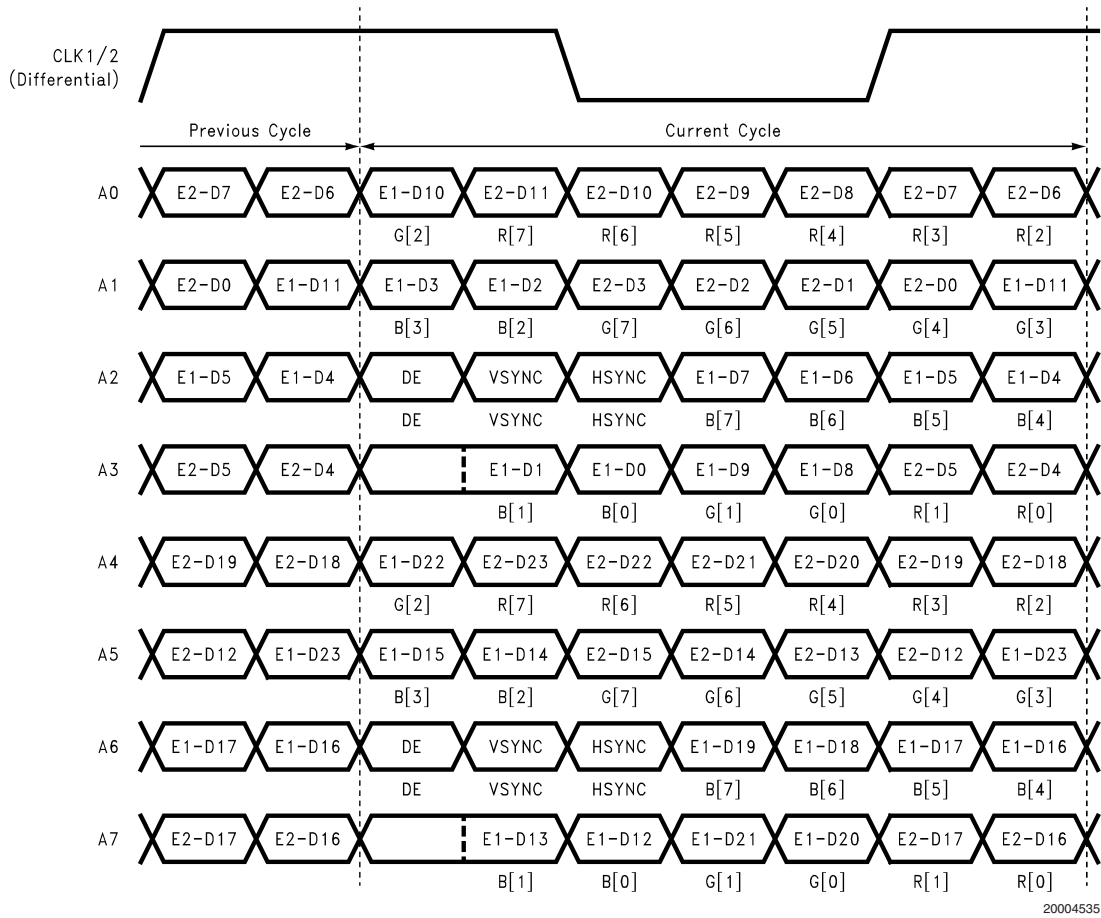 CLK1/2
(Differential)
Previous Cycle
Current Cycle
A0 E2-D7 E2-D6 E1-D10 E2-D11 E2-D10 E2-D9 E2-D8 E2-D7 E2-D6
G[2] R[7] R[6] R[5] R[4] R[3] R[2]
A1 E2-D0 E1-D11 E1-D3 E1-D2 E2-D3 E2-D2 E2-D1 E2-D0 E1-D11
B[3] B[2] G[7] G[6] G[5] G[4] G[3]
A2 E1-D5 E1-D4 DE VSYNC HSYNC E1-D7 E1-D6 E1-D5 E1-D4
DE VSYNC HSYNC B[7] B[6] B[5] B[4]
A3 E2-D5 E2-D4 E1-D1 E1-D0 E1-D9 E1-D8 E2-D5 E2-D4
B[1] B[0] G[1] G[0] R[1] R[0]
A4 E2-D19 E2-D18 E1-D22 E2-D23 E2-D22 E2-D21 E2-D20 E2-D19 E2-D18
G[2] R[7] R[6] R[5] R[4] R[3] R[2]
A5 E2-D12 E1-D23 E1-D15 E1-D14 E2-D15 E2-D14 E2-D13 E2-D12 E1-D23
B[3] B[2] G[7] G[6] G[5] G[4] G[3]
A6 E1-D17 E1-D16 DE VSYNC HSYNC E1-D19 E1-D18 E1-D17 E1-D16
DE VSYNC HSYNC B[7] B[6] B[5] B[4]
A7 E2-D17 E2-D16 E1-D13 E1-D12 E1-D21 E1-D20 E2-D17 E2-D16
B[1] B[0] G[1] G[0] R[1] R[0]
20004535